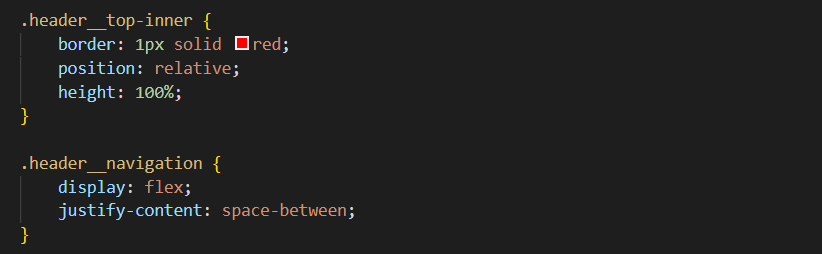 .header__top-inner {
    border: 1px solid red;
    position: relative;
    height: 100%;
}

.header__navigation {
    display: flex;
    justify-content: space-between;
}